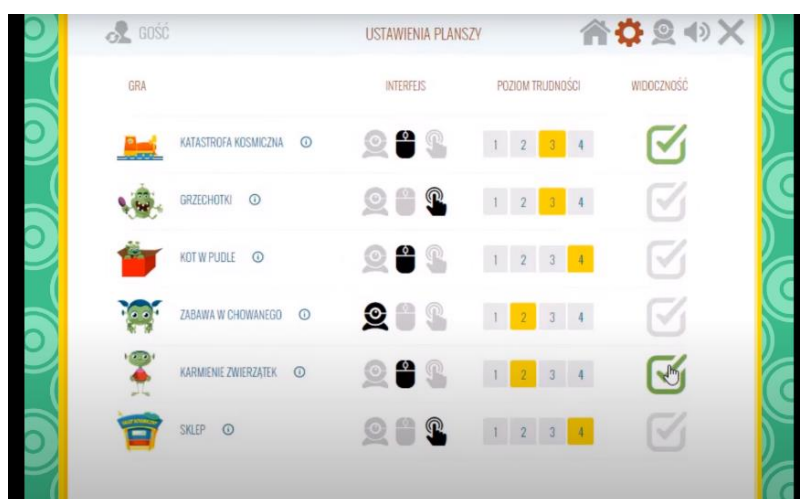 GOŚĆ USTAWIENIA PLANSZY
GRA INTERFEJS POZIOM TRUDNOŚCI WIDOCZNOŚĆ
KATASTROFA KOSMICZNA 1 2 3 4
GRZECHOTKI 1 2 3 4
KOT W PUDLE 1 2 3 4
ZABAWA W CHOWANEGO 1 2 3 4
KARMIENIE ZWIERZĄTEK 1 2 3 4
SKLEP 1 2 3 4